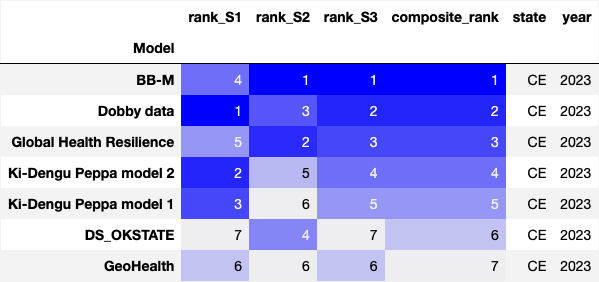 rank_S1 rank_S2 rank_S3 composite_rank state year
Model
BB-M 4 1 1 1 CE 2023
Dobby data 1 3 2 2 CE 2023
Global Health Resilience 5 2 3 3 CE 2023
Ki-Dengu Peppa model 2 2 5 4 4 CE 2023
Ki-Dengu Peppa model 1 3 6 5 5 CE 2023
DS_OKSTATE 7 4 7 6 CE 2023
GeoHealth 6 6 6 7 CE 2023